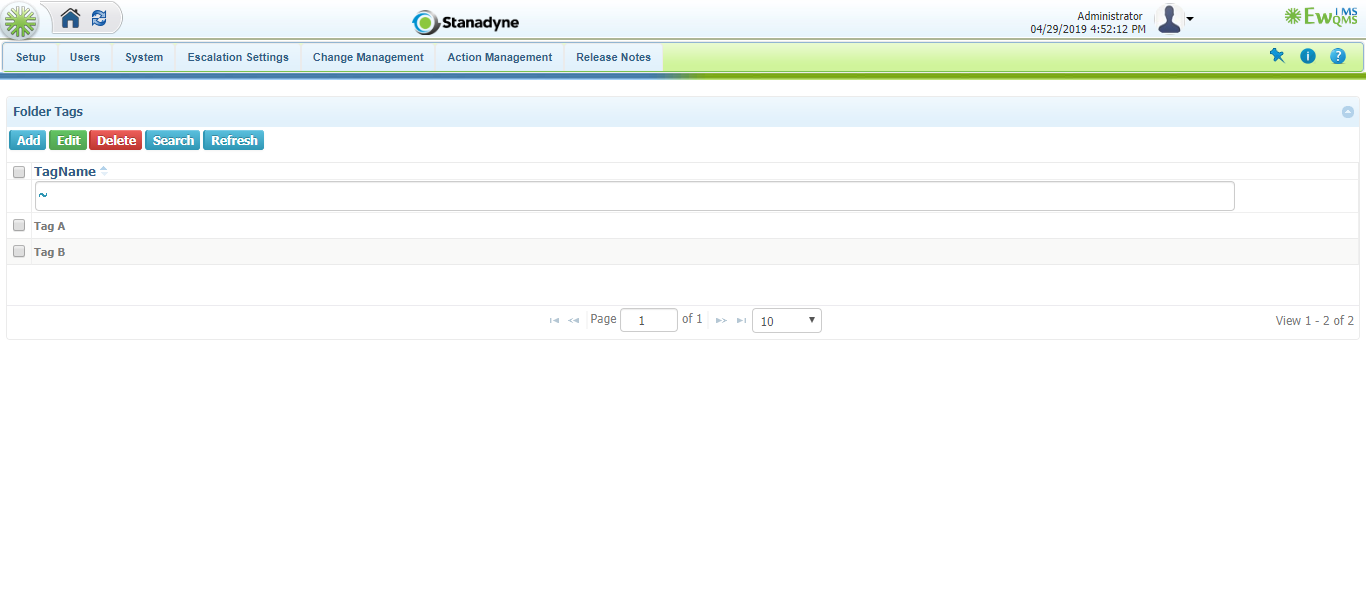 Stanadyne
Administrator
04/29/2019 4:52:12 PM
EwQMS iMS
Setup Users System Escalation Settings Change Management Action Management Release Notes
i ?
Folder Tags
Add Edit Delete Search Refresh
TagName
~
Tag A
Tag B
Page 1 of 1 10 View 1 - 2 of 2